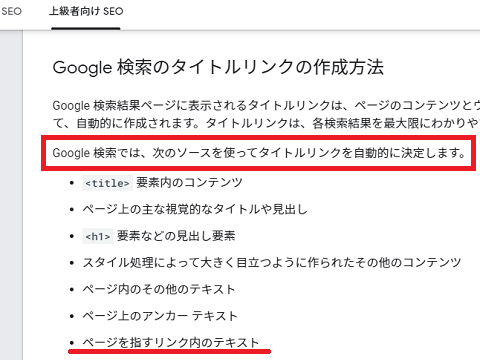 SEO 上級者向け SEO
Google 検索のタイトルリンクの作成方法
Google 検索結果ページに表示されるタイトルリンクは、ページのコンテンツと
て、自動的に作成されます。タイトルリンクは、各検索結果を最大限にわかりや
Google 検索では、次のソースを使ってタイトルリンクを自動的に決定します。
• <title> 要素内のコンテンツ
• ページ上の主な視覚的なタイトルや見出し
• <h1> 要素などの見出し要素
• スタイル処理によって大きく目立つように作られたその他のコンテンツ
• ページ内のその他のテキスト
• ページ上のアンカー テキスト
• ページを指すリンク内のテキスト